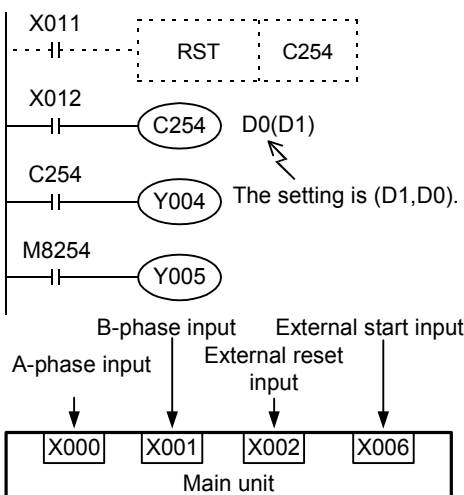 X011
RST C254
X012
C254 D0(D1)
The setting is (D1,D0).
C254
Y004
M8254
Y005
B-phase input External start input
A-phase input External reset
input
X000 X001 X002 X006
Main unit